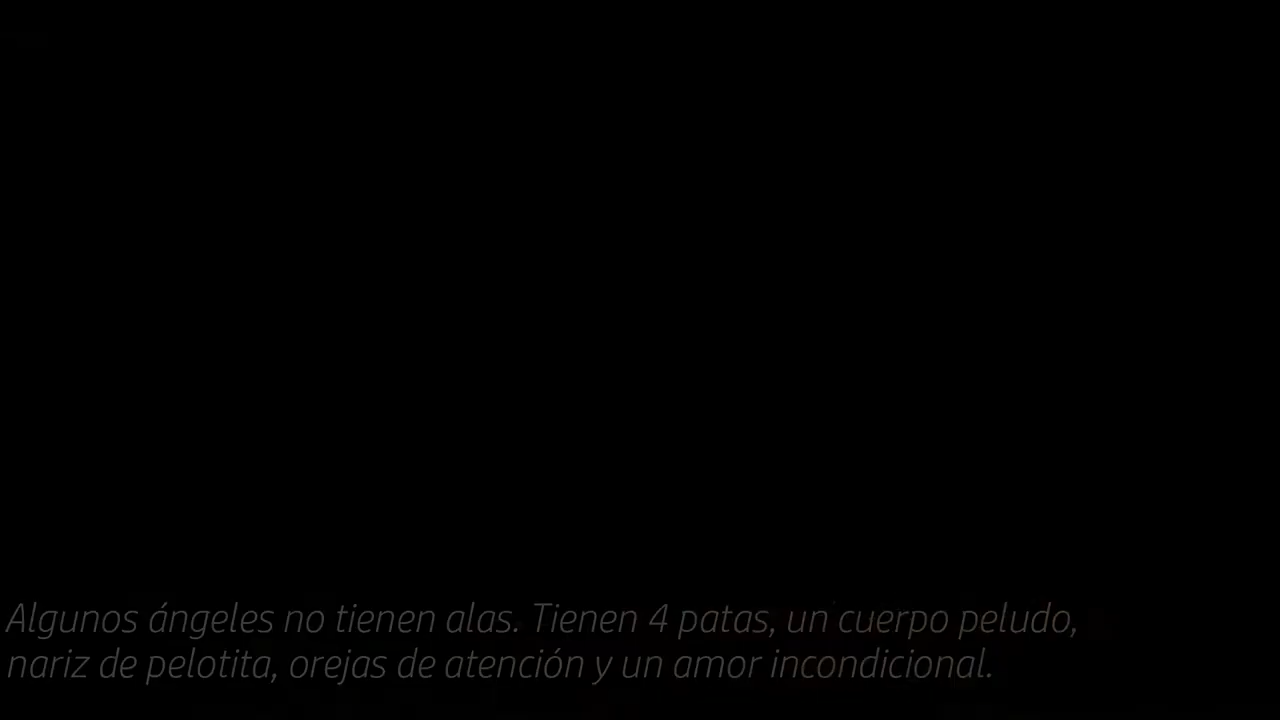 Algunos ángeles no tienen alas. Tienen 4 patas, un cuerpo peludo,
nariz de pelotita, orejas de atención y un amor incondicional.